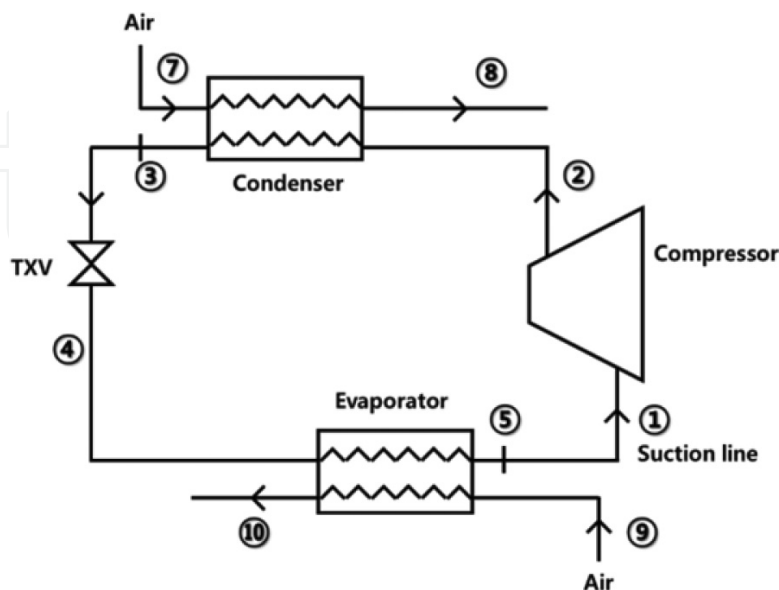 Air
⑦
⑧
③
Condenser
②
TXV
Compressor
④
Evaporator
⑤
①
Suction line
⑩
⑨
Air